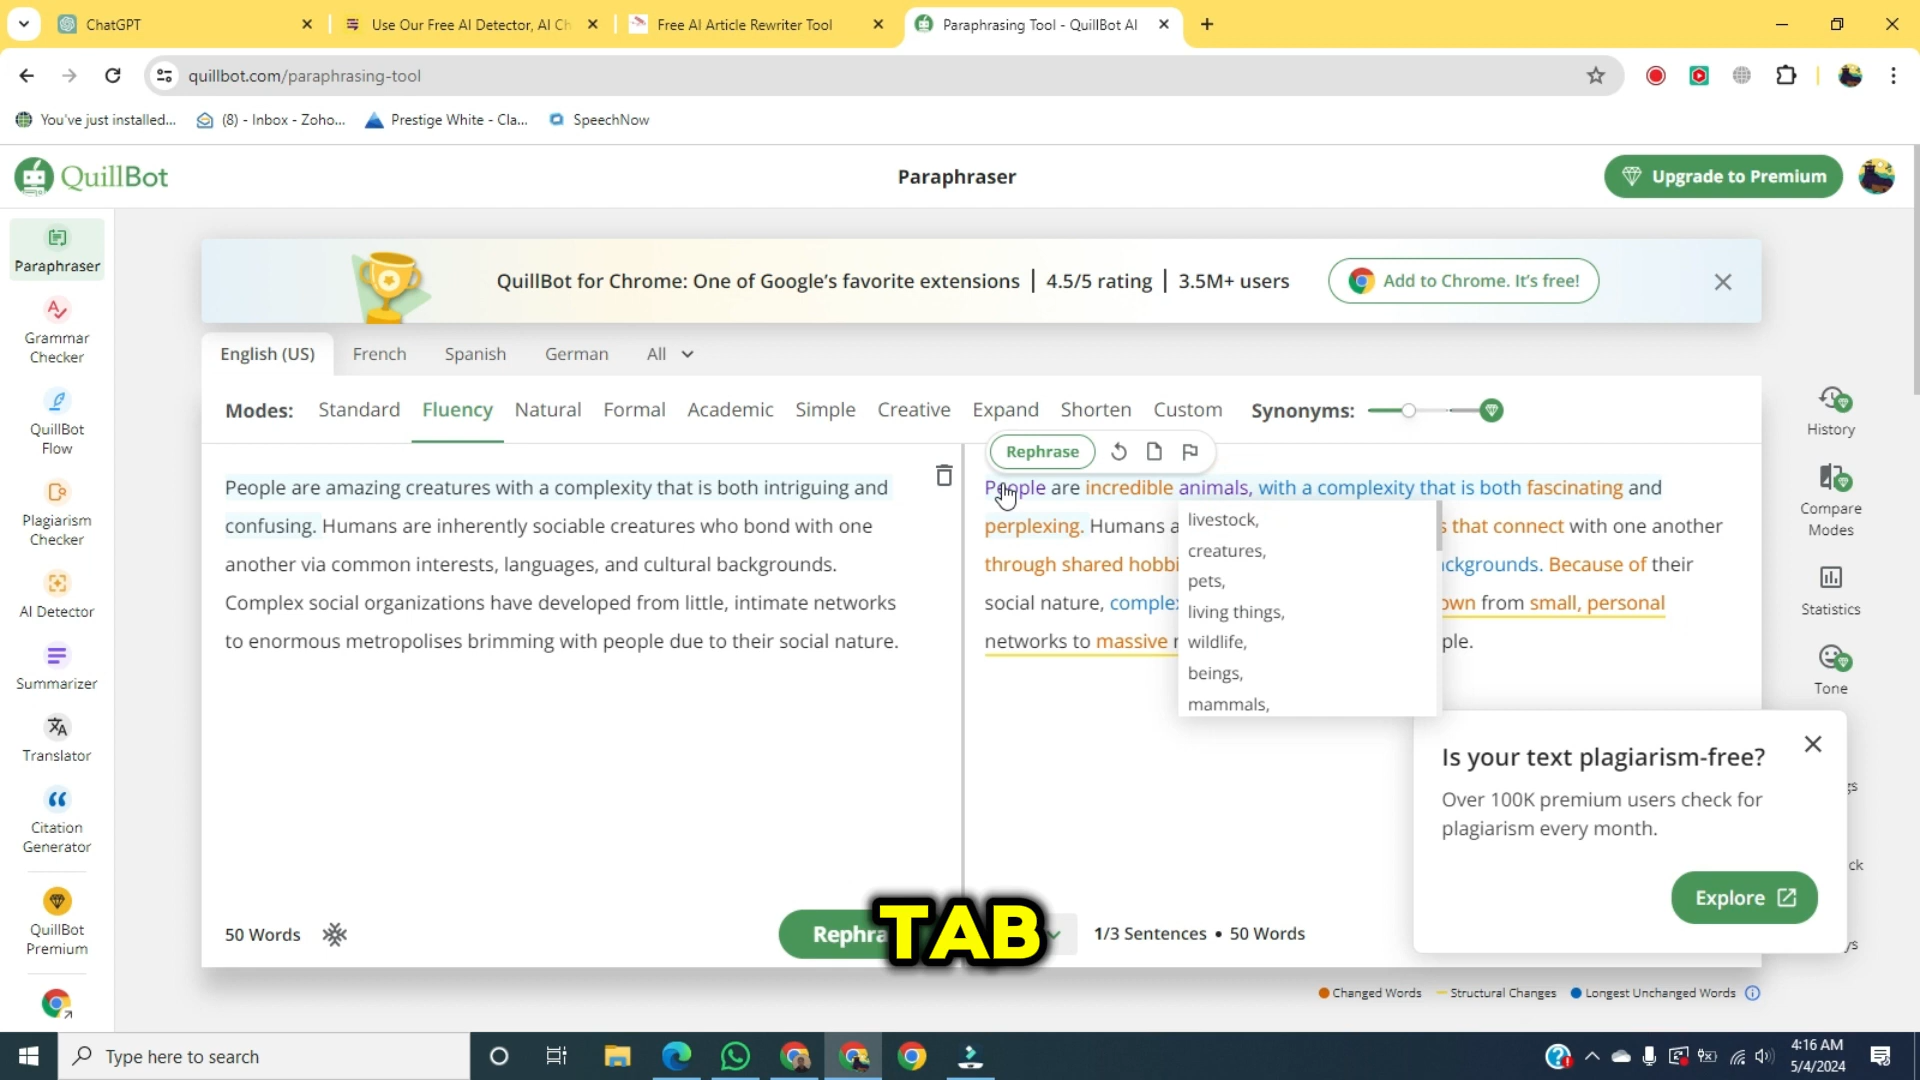 ChatGPT
Use Our Free AI Detector, AI Ch
Free AI Article Rewriter Tool
Paraphrasing Tool - QuillBot AI
quillbot.com/paraphrasing-tool
You've just installed...
(8) - Inbox - Zoho...
Prestige White - Cla...
SpeechNow
QuillBot
Paraphraser
Upgrade to Premium
Paraphraser
Grammar
Checker
QuillBot
Flow
Plagiarism
Checker
AI Detector
Summarizer
Translator
Citation
Generator
QuillBot
Premium
QuillBot for Chrome: One of Google's favorite extensions | 4.5/5 rating | 3.5M+ users
Add to Chrome. It's free!
English (US) French Spanish German All
Modes: Standard Fluency Natural Formal Academic Simple Creative Expand Shorten Custom Synonyms:
People are amazing creatures with a complexity that is both intriguing and
confusing. Humans are inherently sociable creatures who bond with one
another via common interests, languages, and cultural backgrounds.
Complex social organizations have developed from little, intimate networks
to enormous metropolises brimming with people due to their social nature.
50 Words
Rephra
TAB
Rephrase
People are incredible animals, with a complexity that is both fascinating and
perplexing. Humans a s that connect with one another
through shared hobbi ckgrounds. Because of their
social nature, complex own from small, personal
networks to massive ple.
livestock,
creatures,
pets,
living things,
wildlife,
beings,
mammals,
1/3 Sentences • 50 Words
History
Compare
Modes
Statistics
Tone
gs
ck
ys
Is your text plagiarism-free?
Over 100K premium users check for
plagiarism every month.
Explore
Changed Words Structural Changes Longest Unchanged Words
Type here to search
4:16 AM
5/4/2024